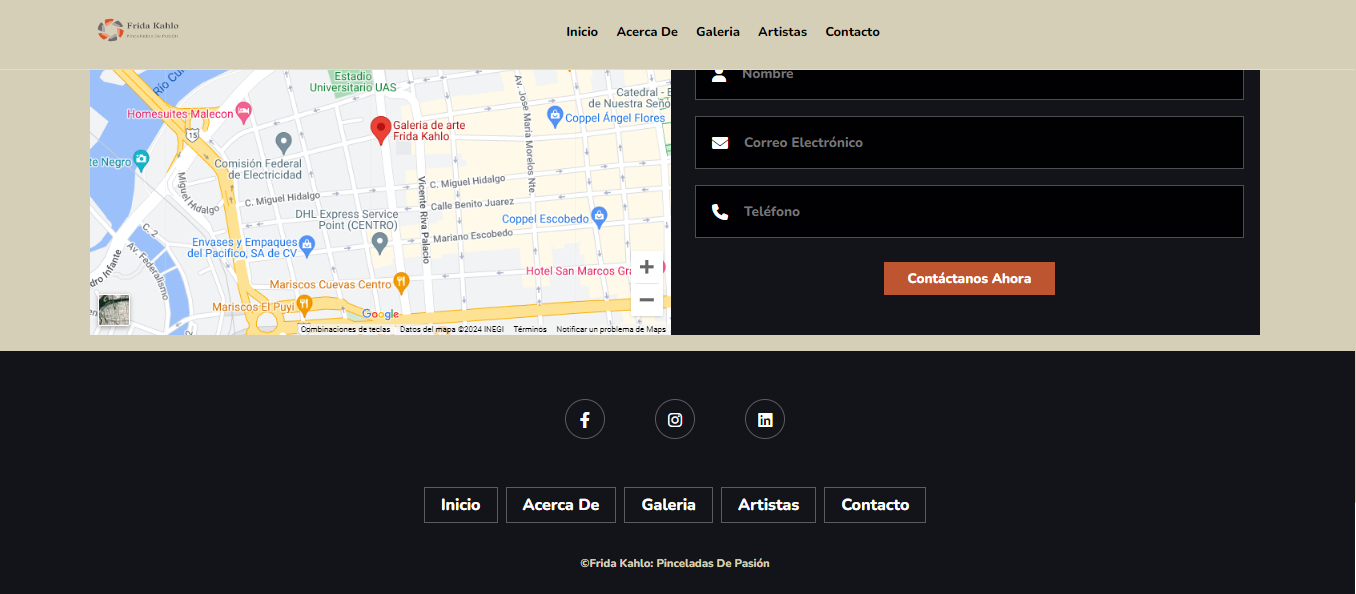 Frida Kahlo
Pinceladas De Pasión
Inicio
Acerca De
Galeria
Artistas
Contacto
Río Cu
Estadio
Universitario UAS
Homesuites Malecon
15
te Negro
Comisión Federal
de Electricidad
Galeria de arte
Frida Kahlo
Av. Jose María Morelos Nte.
Catedral - 
de Nuestra Seño
Coppel Ángel Flores
Miguel Hidalgo
C. Miguel Hidalgo
C. Miguel Hidalgo
Calle Benito Juarez
Vicente Riva Palacio
DHL Express Service
Point (CENTRO)
Coppel Escobedo
Mariano Escobedo
C. 2
Av. Federalismo
dro Infante
Envases y Empaques
del Pacifico, SA de CV
Hotel San Marcos Gra
Mariscos Cuevas Centro
Mariscos El Puyi
Google
Combinaciones de teclas
Datos del mapa ©2024 INEGI
Términos
Notificar un problema de Maps
Nombre
Correo Electrónico
Teléfono
Contáctanos Ahora
Inicio
Acerca De
Galeria
Artistas
Contacto
©Frida Kahlo: Pinceladas De Pasión